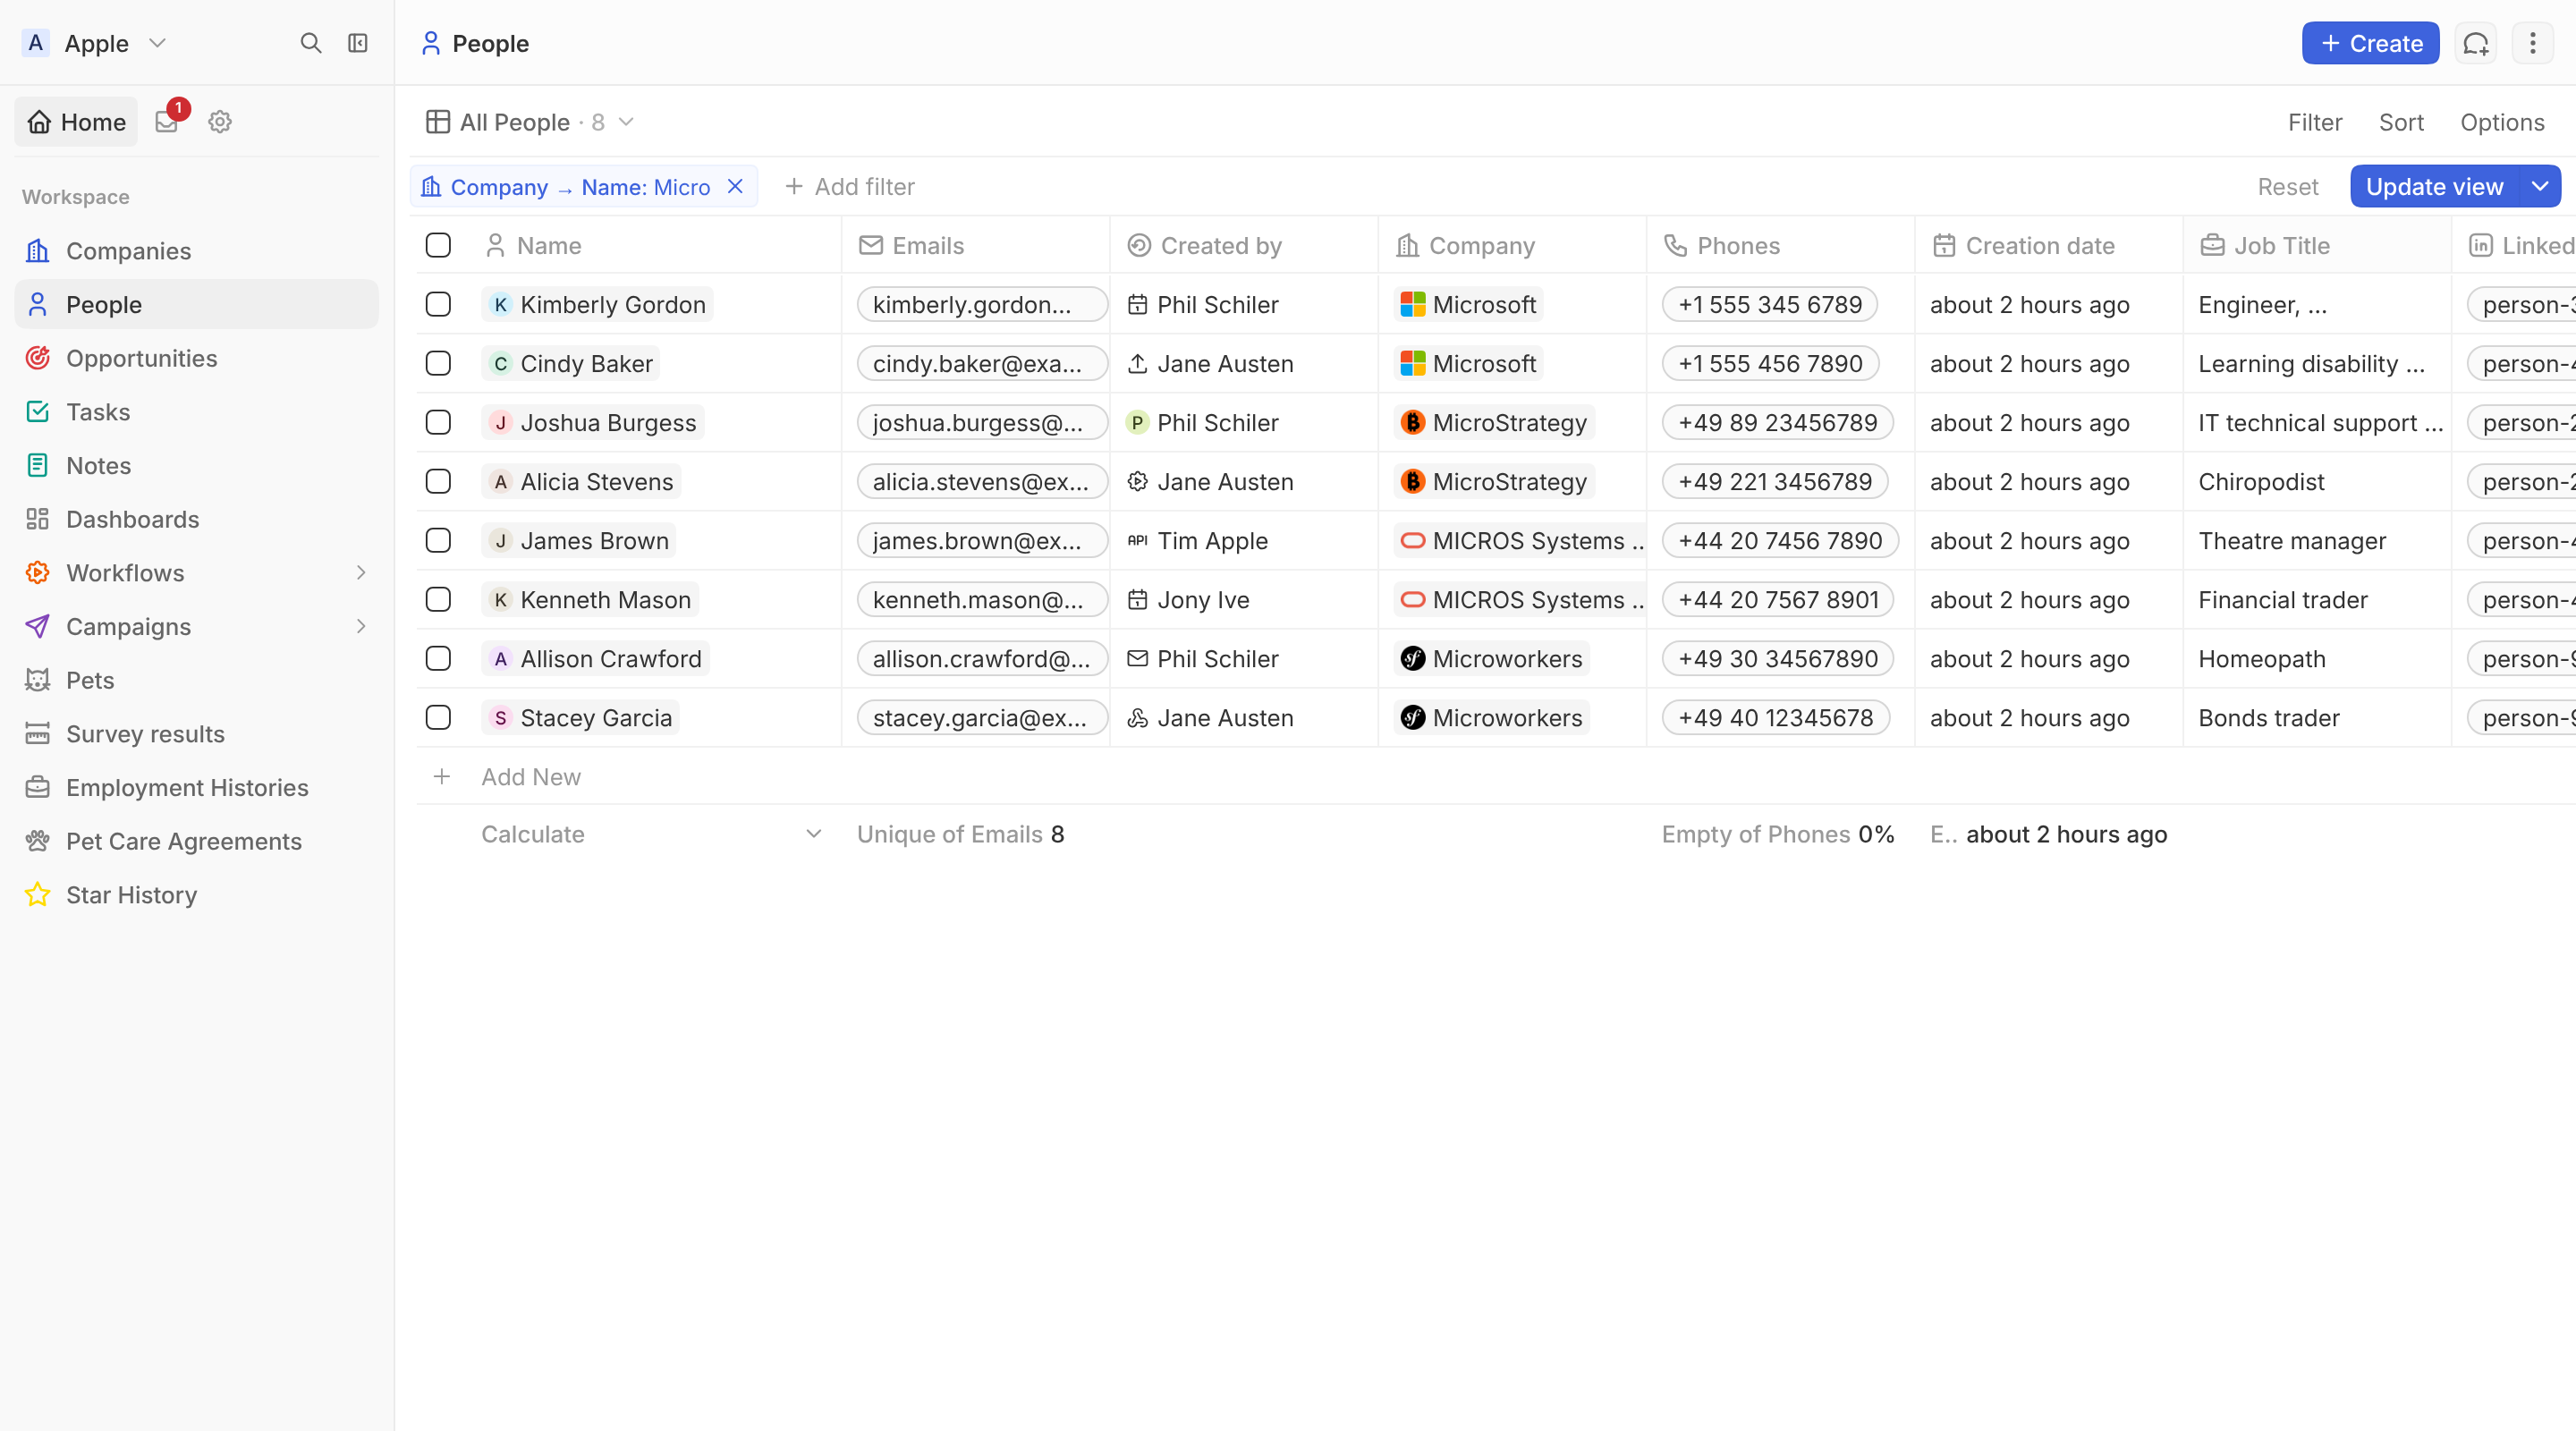 A Apple
People
+ Create
Home 1
All People · 8
Filter Sort Options
Company → Name: Micro
+ Add filter
Reset Update view
Workspace
Companies
People
Opportunities
Tasks
Notes
Dashboards
Workflows
Campaigns
Pets
Survey results
Employment Histories
Pet Care Agreements
Star History
Name Emails Created by Company Phones Creation date Job Title Linked
K Kimberly Gordon kimberly.gordon... Phil Schiler Microsoft +1 555 345 6789 about 2 hours ago Engineer, ... person-3
C Cindy Baker cindy.baker@exa... Jane Austen Microsoft +1 555 456 7890 about 2 hours ago Learning disability ... person-4
J Joshua Burgess joshua.burgess@... P Phil Schiler MicroStrategy +49 89 23456789 about 2 hours ago IT technical support ... person-2
A Alicia Stevens alicia.stevens@ex... Jane Austen MicroStrategy +49 221 3456789 about 2 hours ago Chiropodist person-2
J James Brown james.brown@ex... API Tim Apple MICROS Systems .. +44 20 7456 7890 about 2 hours ago Theatre manager person-4
K Kenneth Mason kenneth.mason@... Jony Ive MICROS Systems .. +44 20 7567 8901 about 2 hours ago Financial trader person-4
A Allison Crawford allison.crawford@... Phil Schiler Microworkers +49 30 34567890 about 2 hours ago Homeopath person-9
S Stacey Garcia stacey.garcia@ex... Jane Austen Microworkers +49 40 12345678 about 2 hours ago Bonds trader person-9
+ Add New
Calculate Unique of Emails 8 Empty of Phones 0% E.. about 2 hours ago